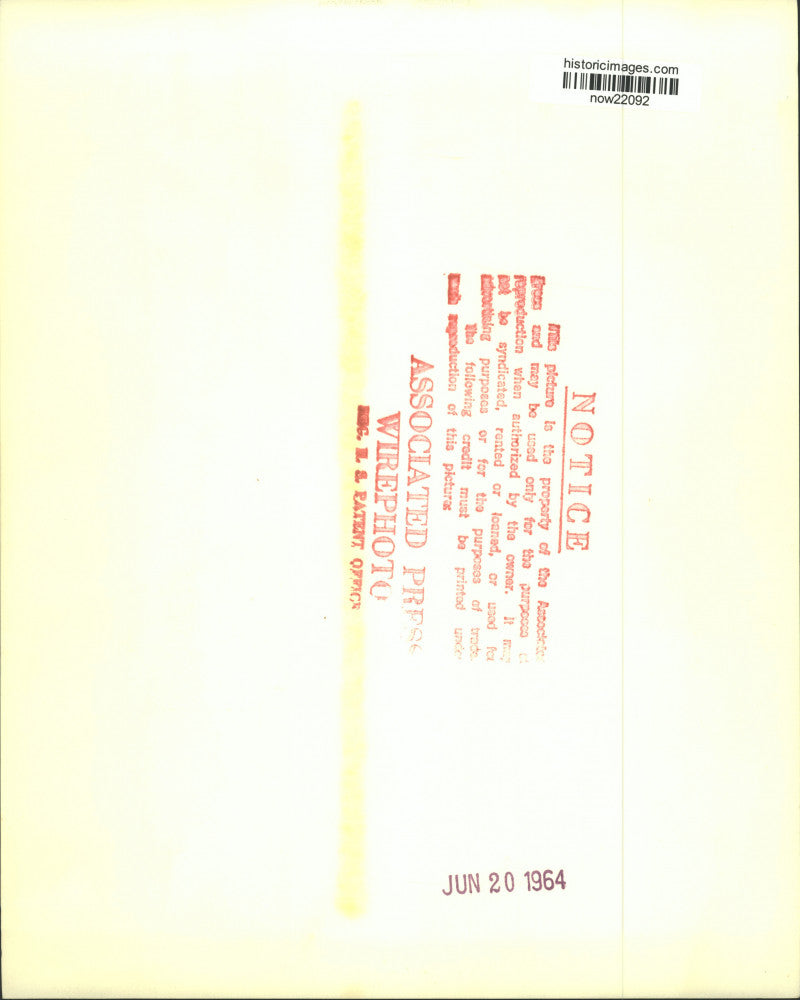 historicimages.com
now22092
NOTICE
This picture is the property of the Associated
Press and may be used only for the purposes of
reproduction when authorized by the owner. It may
not be syndicated, rented or loaned, or used for
advertising purposes or for the purposes of trade.
The following credit must be printed under
such reproduction of this picture:
ASSOCIATED PRESS
WIREPHOTO
REG. U. S. PATENT OFFICE
JUN 20 1964